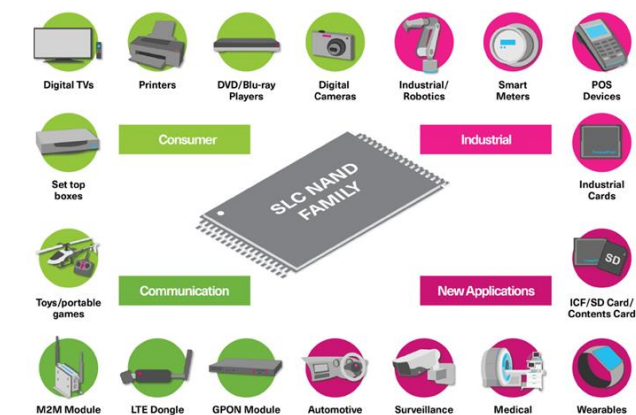 Digital TVs
Printers
DVD/Blu-ray
Players
Digital
Cameras
Industrial/
Robotics
Smart
Meters
POS
Devices
Consumer
Industrial
SLC NAND
FAMILY
Set top
boxes
Industrial
Cards
SD
Toys/portable
games
Communication
New Applications
ICF/SD Card/
Contents Card
M2M Module
LTE Dongle
GPON Module
Automotive
Surveillance
Medical
Wearables